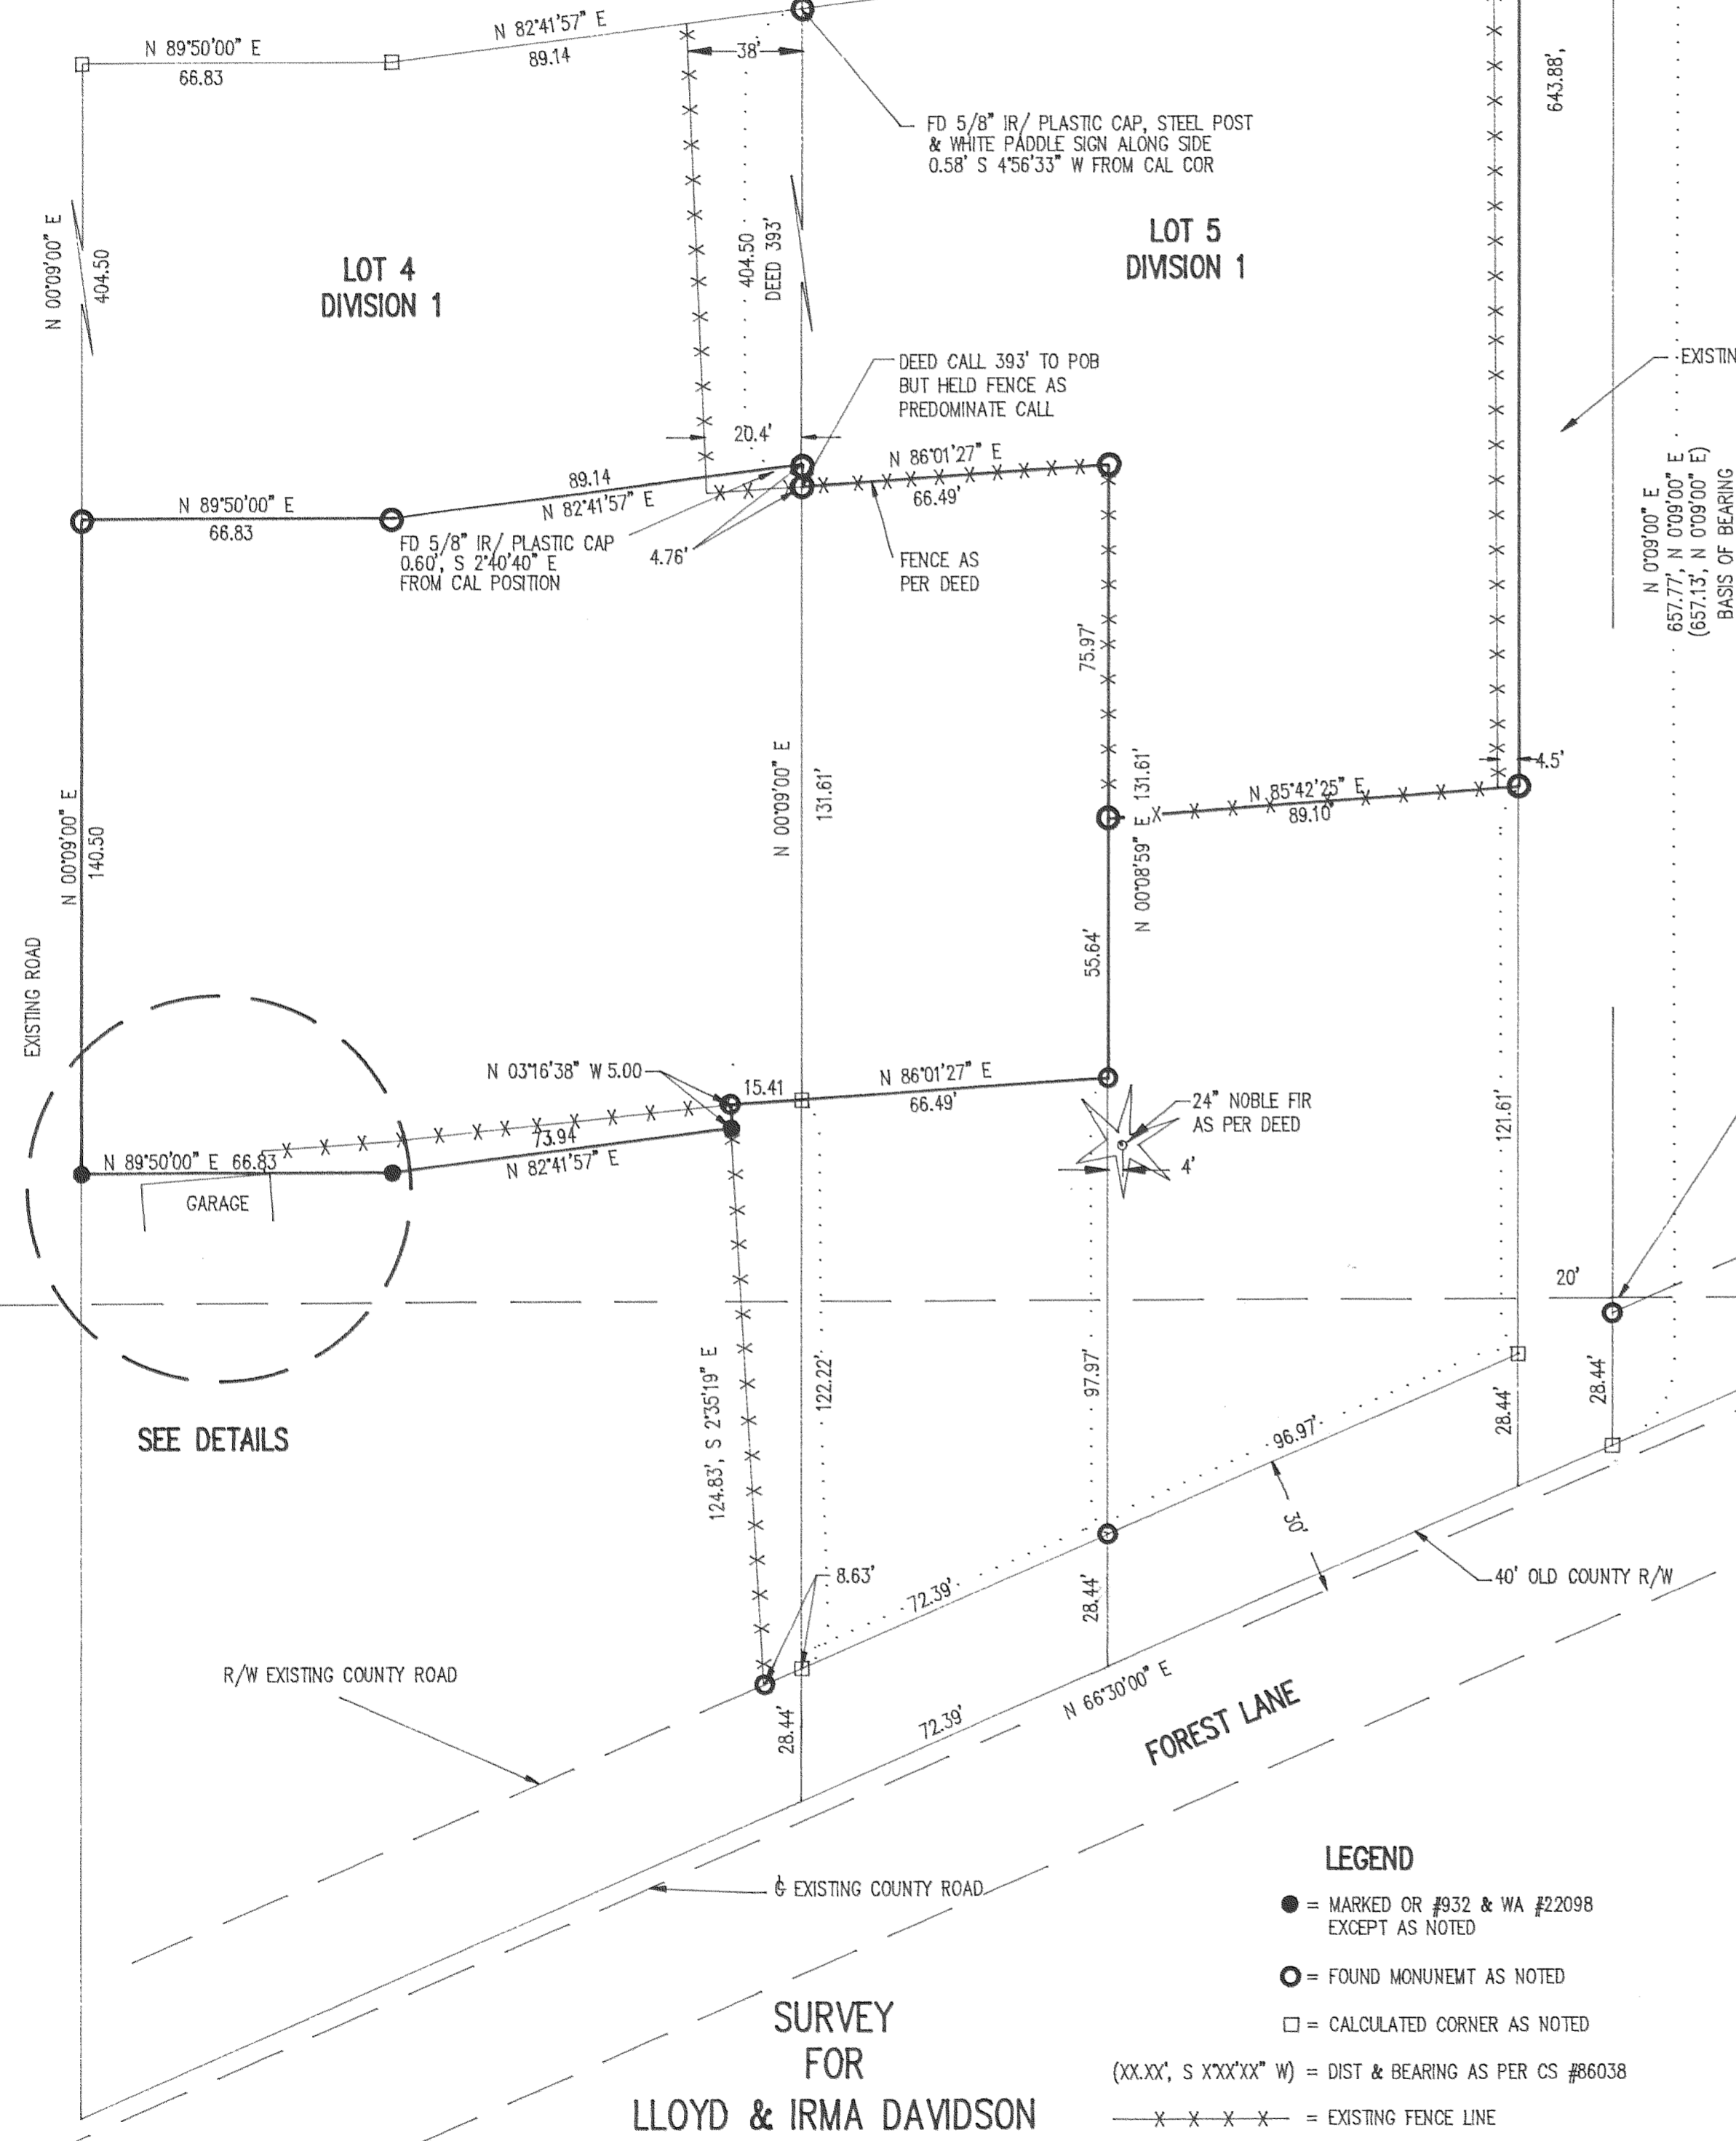 N 89°50'00" E
66.83
N 82°41'57" E
89.14
38'
643.88',
FD 5/8" IR/ PLASTIC CAP, STEEL POST
& WHITE PADDLE SIGN ALONG SIDE
0.58' S 4°56'33" W FROM CAL COR
N 00°09'00" E
404.50
LOT 4
DIVISION 1
404.50
DEED 393'
LOT 5
DIVISION 1
DEED CALL 393' TO POB
BUT HELD FENCE AS
PREDOMINATE CALL
EXISTIN
20.4'
N 86°01'27" E
66.49'
89.14
N 82°41'57" E
N 89°50'00" E
66.83
FD 5/8" IR/ PLASTIC CAP
0.60', S 2°40'40" E
FROM CAL POSITION
4.76'
FENCE AS
PER DEED
N 0°09'00" E
657.77', N 0°09'00" E
(657.13', N 0°09'00" E)
BASIS OF BEARING
75.97'
N 00°09'00" E
131.61'
N 00°08'59" E 131.61'
4.5'
N 85°42'25" E
89.10'
N 00°09'00" E
140.50
EXISTING ROAD
55.64'
N 03°16'38" W 5.00
15.41
N 86°01'27" E
66.49'
24" NOBLE FIR
AS PER DEED
4'
121.61'
73.94
N 82°41'57" E
N 89°50'00" E 66.83
GARAGE
20'
SEE DETAILS
124.83', S 2°35'19" E
122.22'
97.97'
28.44'
28.44'
96.97'
30'
8.63'
72.39'
28.44'
40' OLD COUNTY R/W
R/W EXISTING COUNTY ROAD
28.44'
72.39'
N 66°30'00" E
FOREST LANE
℄ EXISTING COUNTY ROAD
LEGEND
= MARKED OR #932 & WA #22098
EXCEPT AS NOTED
= FOUND MONUNEMT AS NOTED
= CALCULATED CORNER AS NOTED
(XX.XX', S X°XX'XX" W) = DIST & BEARING AS PER CS #86038
= EXISTING FENCE LINE
SURVEY
FOR
LLOYD & IRMA DAVIDSON